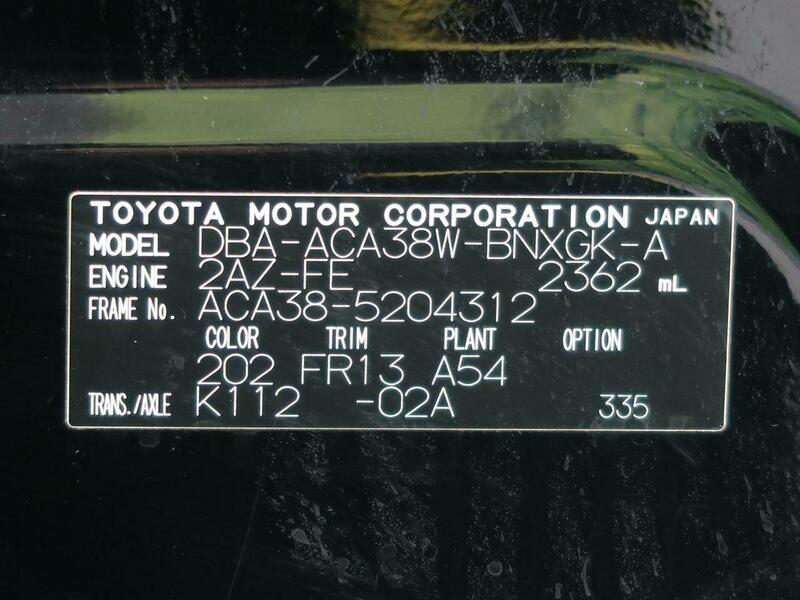 TOYOTA MOTOR CORPORATION JAPAN
MODEL DBA-ACA38W-BNXGK-A
ENGINE 2AZ-FE 2362 mL
FRAME No. ACA38-5204312
COLOR TRIM PLANT OPTION
202 FR13 A54
TRANS./AXLE K112 -02A 335